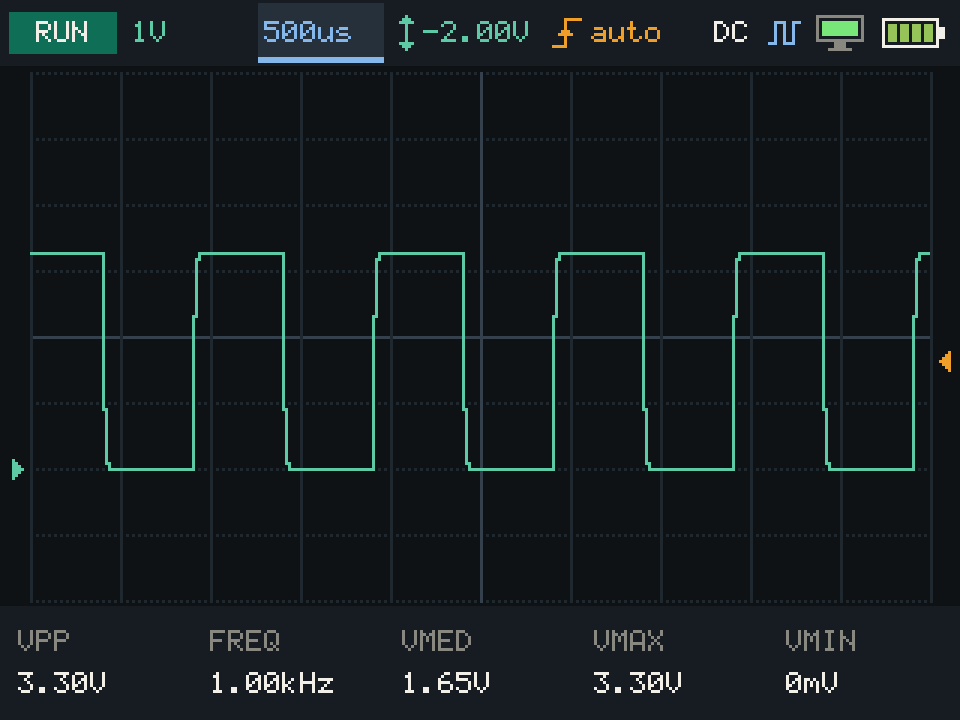 RUN 1V 500us -2.00V auto DC
VPP FREQ VMED VMAX VMIN
3.30V 1.00kHz 1.65V 3.30V 0mV